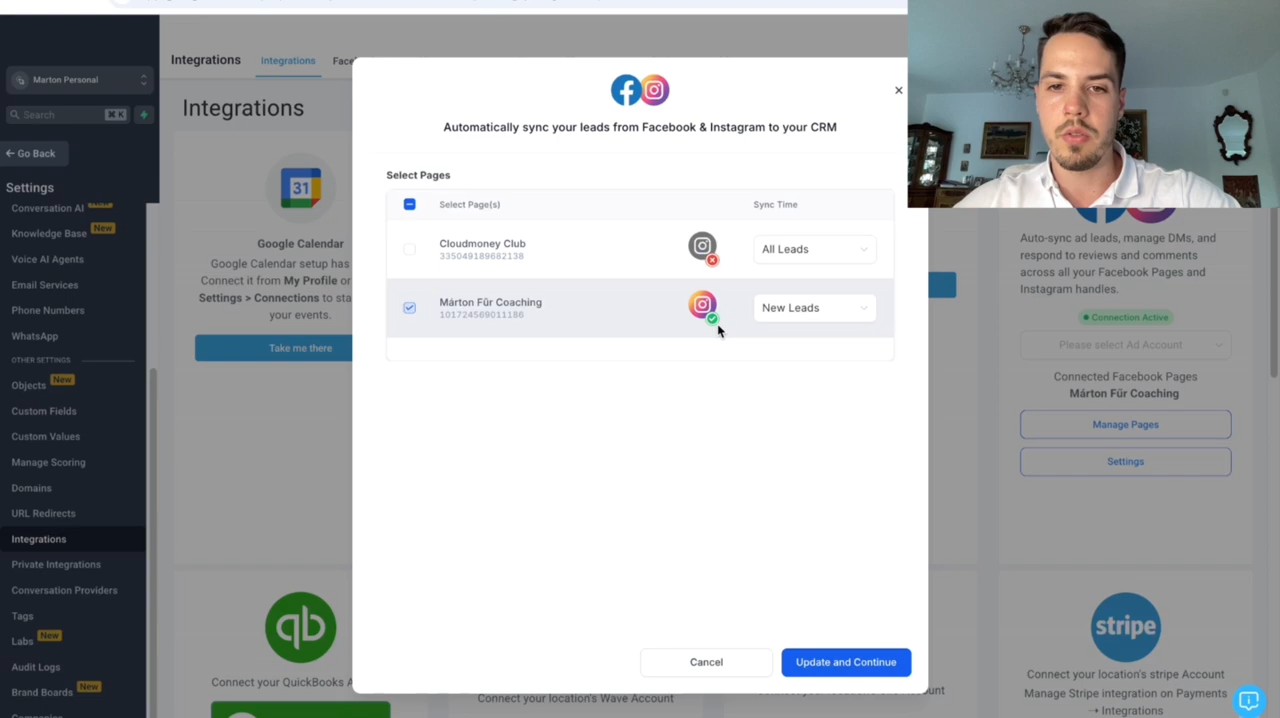 Marton Personal
Search
⌘ K
Go Back
Settings
Conversation AI
New
Knowledge Base
New
Voice AI Agents
Email Services
Phone Numbers
WhatsApp
OTHER SETTINGS
Objects
New
Custom Fields
Custom Values
Manage Scoring
Domains
URL Redirects
Integrations
Private Integrations
Conversation Providers
Tags
Labs
New
Audit Logs
Brand Boards
New
Integrations
Integrations
Integrations
31
Google Calendar
Google Calendar setup has
Connect it from My Profile or
Settings > Connections to sta
your events.
Take me there
qb
Connect your QuickBooks A
Automatically sync your leads from Facebook & Instagram to your CRM
Select Pages
Select Page(s)
Sync Time
Cloudmoney Club
335049189682138
All Leads
Márton Für Coaching
101724569011186
New Leads
Cancel
Update and Continue
Connect your location's Wave Account
Auto-sync ad leads, manage DMs, and
respond to reviews and comments
across all your Facebook Pages and
Instagram handles.
Connection Active
Please select Ad Account
Connected Facebook Pages
Márton Für Coaching
Manage Pages
Settings
stripe
Connect your location's stripe Account
Manage Stripe integration on Payments
→ Integrations